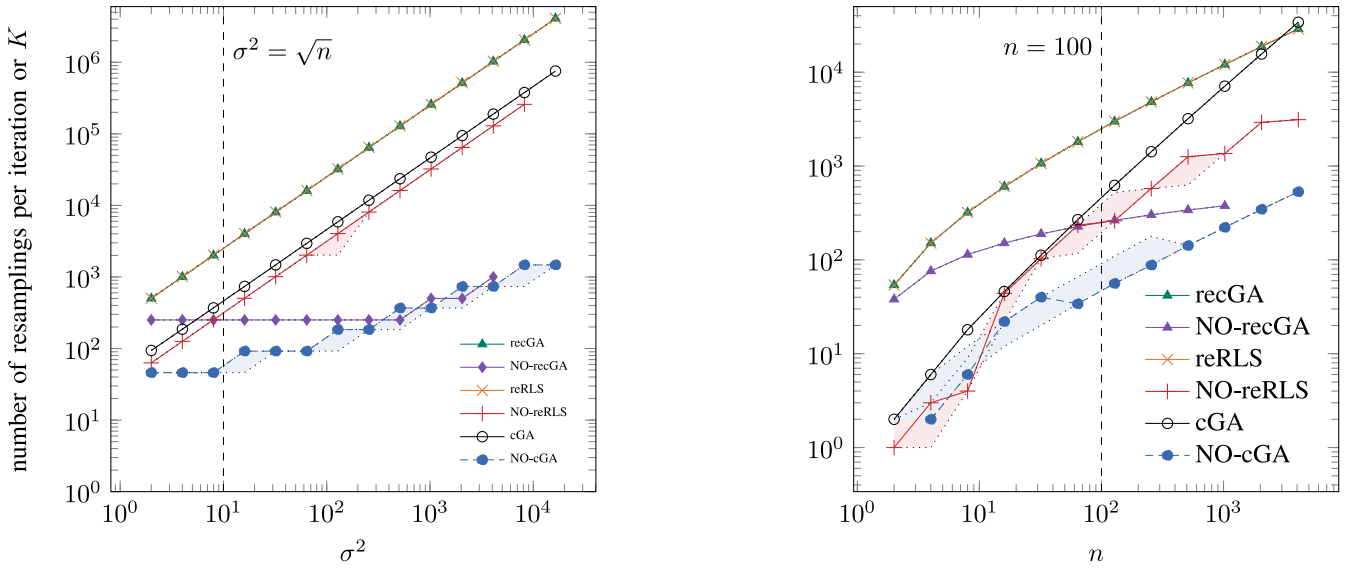 number of resamplings per iteration or K
10⁶
10⁵
10⁴
10³
10²
10¹
10⁰
σ² = √n
recGA
NO-recGA
reRLS
NO-reRLS
cGA
NO-cGA
10⁰ 10¹ 10² 10³ 10⁴
σ²
10⁴
10³
10²
10¹
10⁰
n = 100
recGA
NO-recGA
reRLS
NO-reRLS
cGA
NO-cGA
10⁰ 10¹ 10² 10³
n